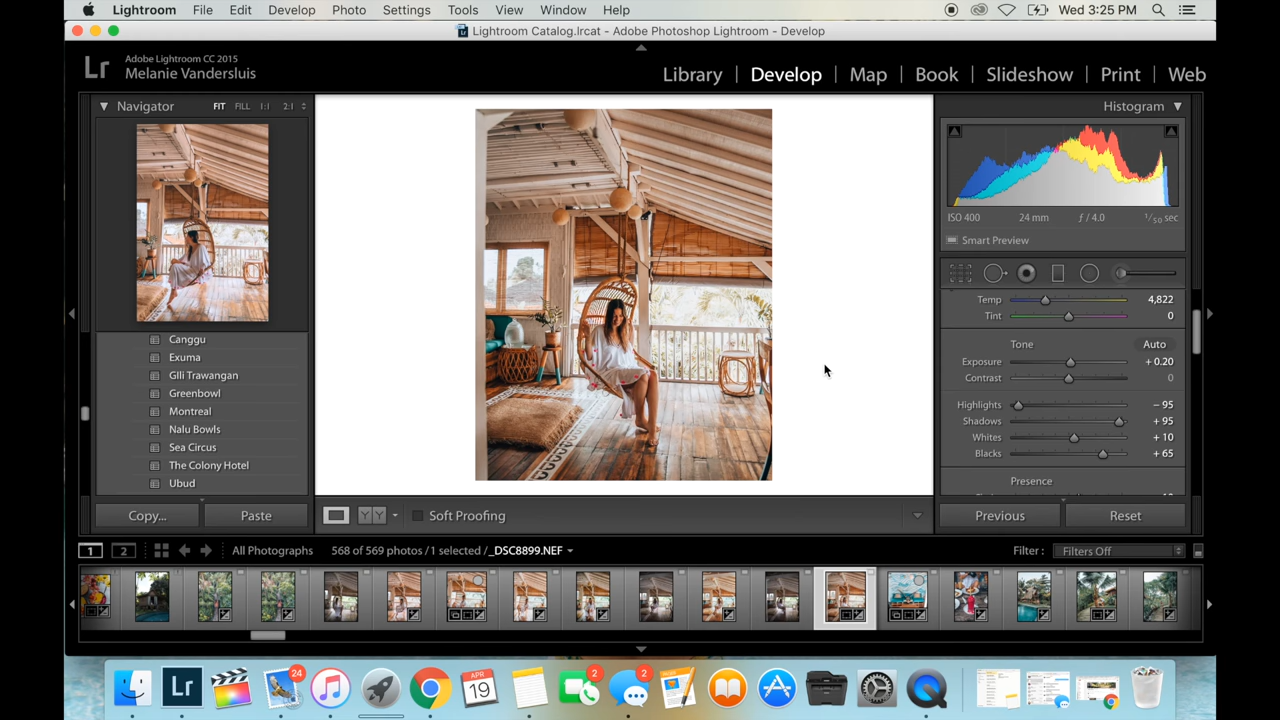 Lightroom File Edit Develop Photo Settings Tools View Window Help Wed 3:25 PM
Lightroom Catalog.lrcat - Adobe Photoshop Lightroom - Develop
Lr Adobe Lightroom CC 2015
Melanie Vandersluis
Library | Develop | Map | Book | Slideshow | Print | Web
Navigator FIT FILL 1:1 2:1
Canggu
Exuma
GIli Trawangan
Greenbowl
Montreal
Nalu Bowls
Sea Circus
The Colony Hotel
Ubud
Copy... Paste
Soft Proofing
Histogram
ISO 400 24 mm ƒ / 4.0 1/50 sec
Smart Preview
Temp 4,822
Tint 0
Tone Auto
Exposure + 0.20
Contrast 0
Highlights − 95
Shadows + 95
Whites + 10
Blacks + 65
Presence
Previous Reset
1 2 All Photographs 568 of 569 photos / 1 selected / _DSC8899.NEF Filter : Filters Off
Lr 24 APR 19 2 2